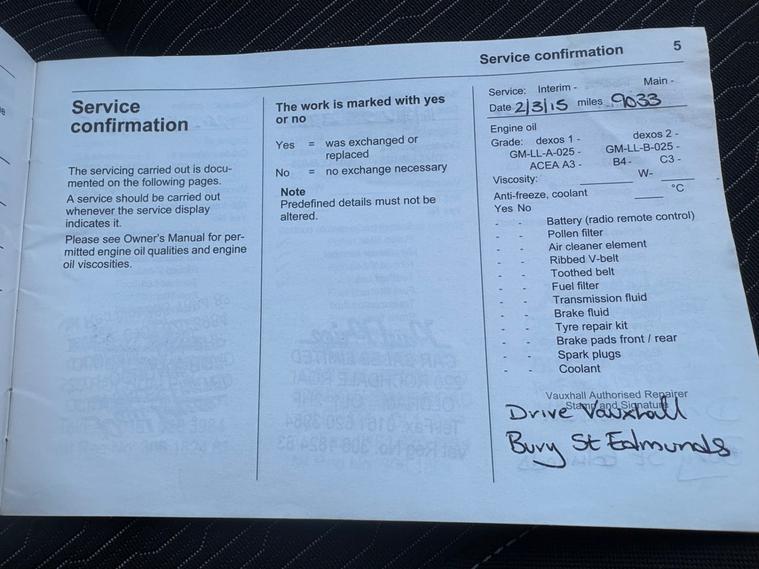 Service confirmation 5
Service
confirmation
The servicing carried out is docu-
mented on the following pages.
A service should be carried out
whenever the service display
indicates it.
Please see Owner's Manual for per-
mitted engine oil qualities and engine
oil viscosities.
The work is marked with yes
or no
Yes = was exchanged or
replaced
No = no exchange necessary
Note
Predefined details must not be
altered.
Service: Interim - Main -
Date 2/3/15 miles 9033
Engine oil
Grade: dexos 1 - dexos 2 -
GM-LL-A-025 - GM-LL-B-025 -
ACEA A3 - B4 - C3 -
Viscosity: W-
Anti-freeze, coolant °C
Yes No
- - Battery (radio remote control)
- - Pollen filter
- - Air cleaner element
- - Ribbed V-belt
- - Toothed belt
- - Fuel filter
- - Transmission fluid
- - Brake fluid
- - Tyre repair kit
- - Brake pads front / rear
- - Spark plugs
- - Coolant
Vauxhall Authorised Repairer
Stamp and Signature
Drive Vauxhall
Bury St Edmunds